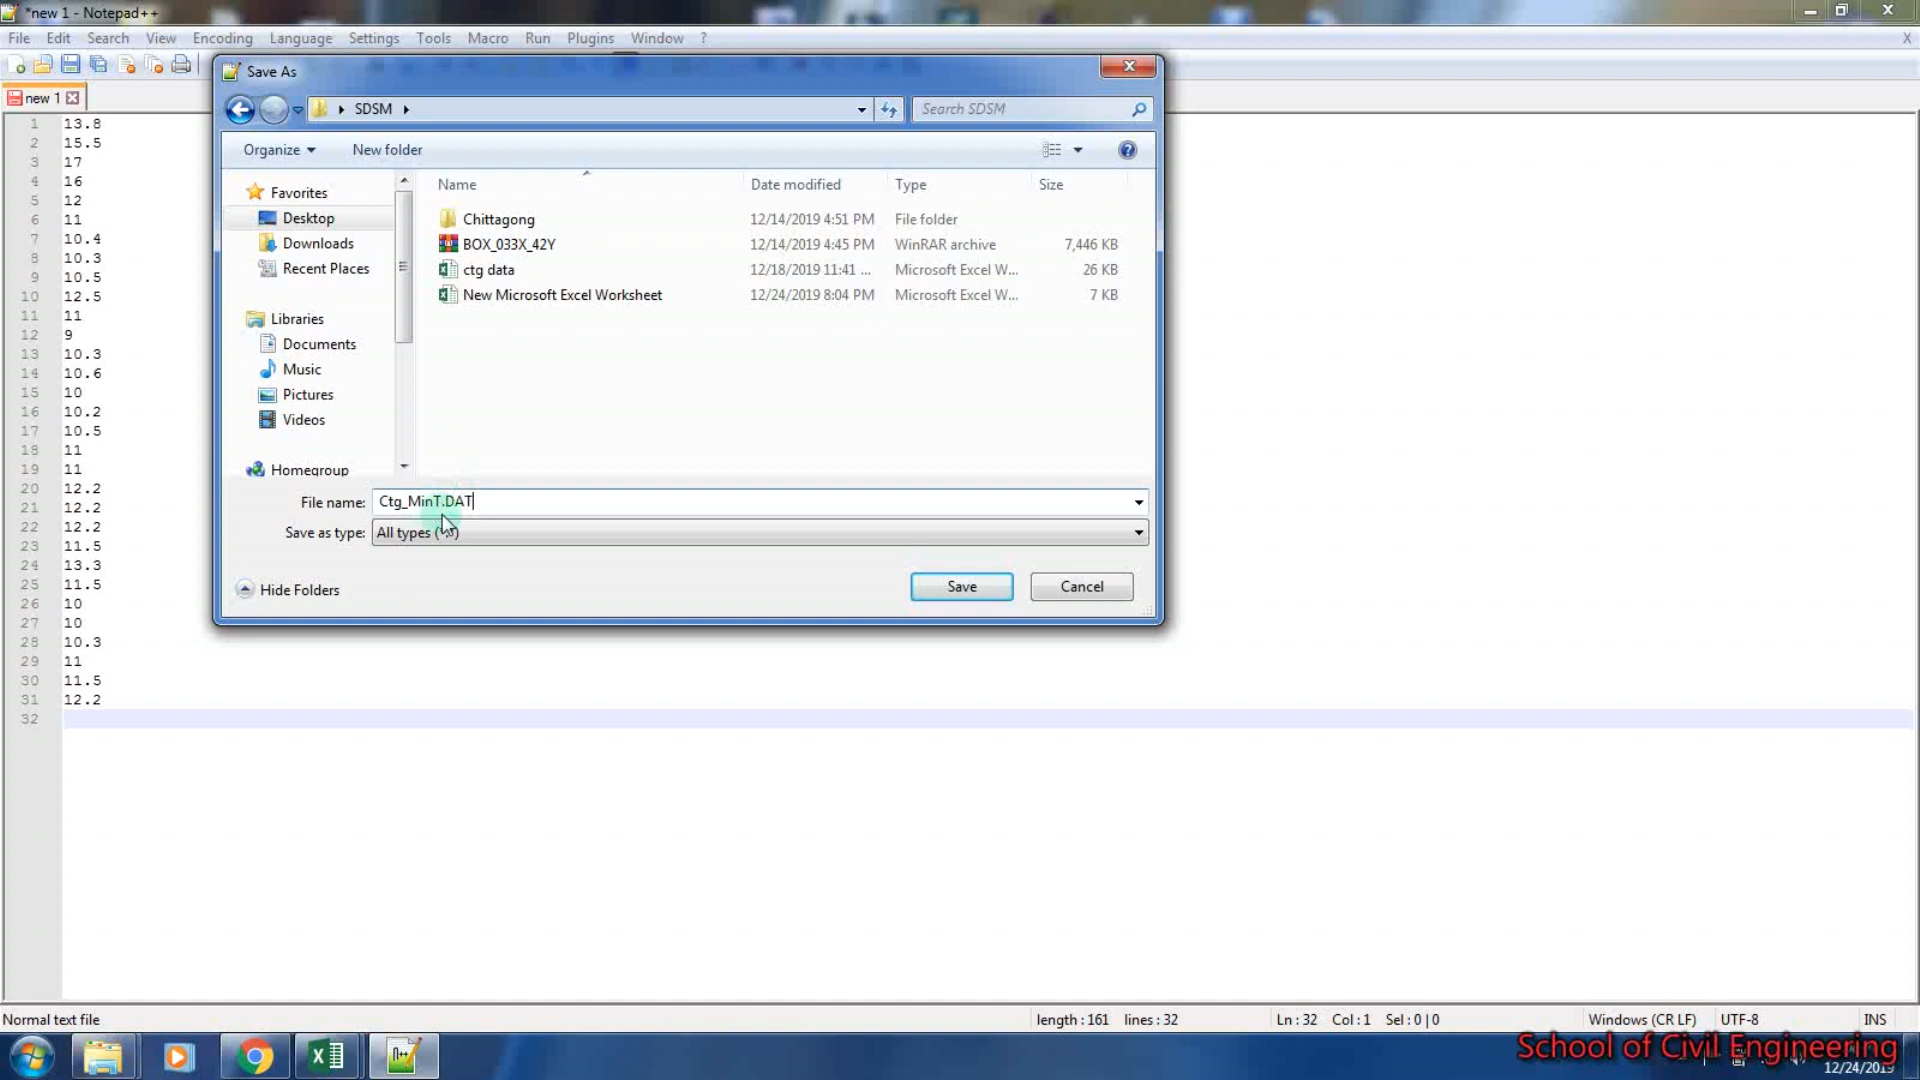 *new 1 - Notepad++
File Edit Search View Encoding Language Settings Tools Macro Run Plugins Window ? X
new 1
Save As
SDSM
Search SDSM
Organize New folder
Favorites
Desktop
Downloads
Recent Places
Libraries
Documents
Music
Pictures
Videos
Homegroup
Name Date modified Type Size
Chittagong 12/14/2019 4:51 PM File folder
BOX_033X_42Y 12/14/2019 4:45 PM WinRAR archive 7,446 KB
ctg data 12/18/2019 11:41 ... Microsoft Excel W... 26 KB
New Microsoft Excel Worksheet 12/24/2019 8:04 PM Microsoft Excel W... 7 KB
File name: Ctg_MinT.DAT
Save as type: All types
Hide Folders Save Cancel
1 13.8
2 15.5
3 17
4 16
5 12
6 11
7 10.4
8 10.3
9 10.5
10 12.5
11 11
12 9
13 10.3
14 10.6
15 10
16 10.2
17 10.5
18 11
19 11
20 12.2
21 12.2
22 12.2
23 11.5
24 13.3
25 11.5
26 10
27 10
28 10.3
29 11
30 11.5
31 12.2
32
Normal text file length : 161 lines : 32 Ln : 32 Col : 1 Sel : 0 | 0 Windows (CR LF) UTF-8 INS
School of Civil Engineering
12/24/2019